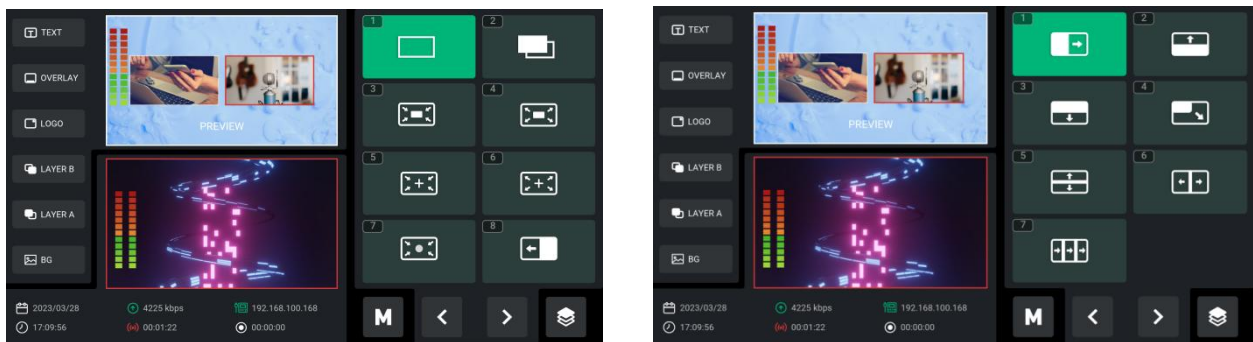 TEXT
OVERLAY
LOGO
LAYER B
LAYER A
BG
PREVIEW
1
2
3
4
5
6
7
8
2023/03/28
4225 kbps
192.168.100.168
17:09:56
00:01:22
00:00:00
M
TEXT
OVERLAY
LOGO
LAYER B
LAYER A
BG
PREVIEW
1
2
3
4
5
6
7
2023/03/28
4225 kbps
192.168.100.168
17:09:56
00:01:22
00:00:00
M